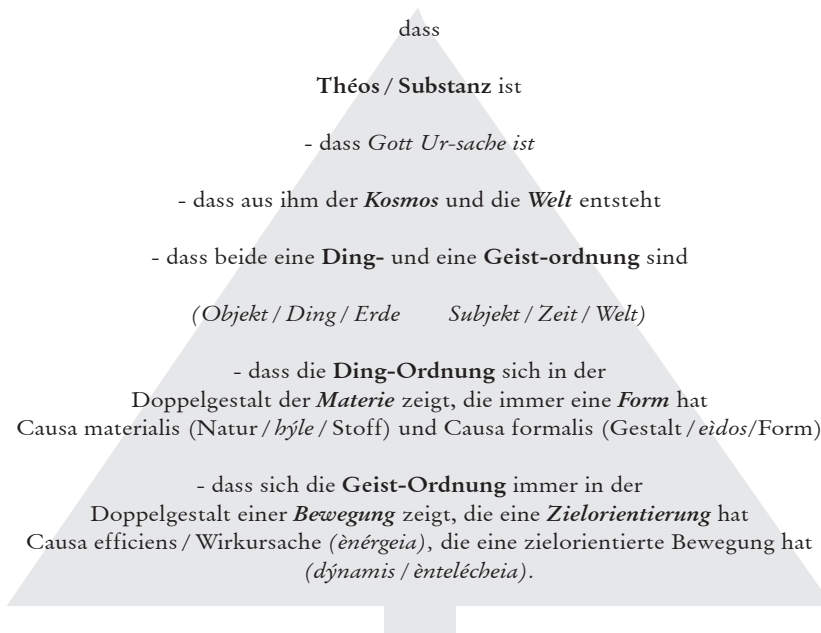 dass
Théos / Substanz ist
- dass Gott Ur-sache ist
- dass aus ihm der Kosmos und die Welt entsteht
- dass beide eine Ding- und eine Geist-ordnung sind
(Objekt / Ding / Erde Subjekt / Zeit / Welt)
- dass die Ding-Ordnung sich in der
Doppelgestalt der Materie zeigt, die immer eine Form hat
Causa materialis (Natur / hýle / Stoff) und Causa formalis (Gestalt / eìdos/Form)
- dass sich die Geist-Ordnung immer in der
Doppelgestalt einer Bewegung zeigt, die eine Zielorientierung hat
Causa efficiens / Wirkursache (ènérgeia), die eine zielorientierte Bewegung hat
(dýnamis / èntelécheia).